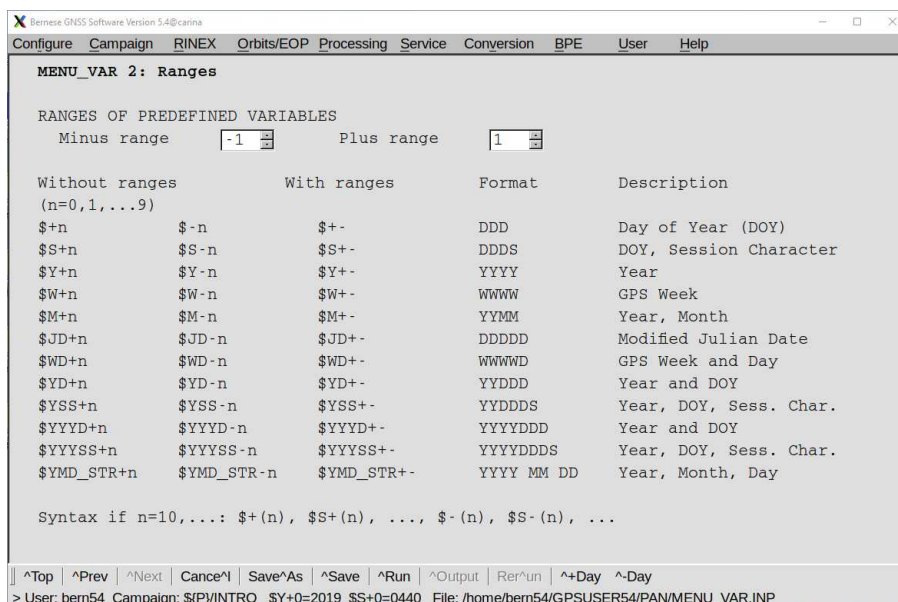 Bernese GNSS Software Version 5.4@carina
Configure Campaign RINEX Orbits/EOP Processing Service Conversion BPE User Help
MENU_VAR 2: Ranges
RANGES OF PREDEFINED VARIABLES
Minus range -1 Plus range 1
Without ranges With ranges Format Description
(n=0,1,...9)
$+n $-n $+- DDD Day of Year (DOY)
$S+n $S-n $S+- DDDS DOY, Session Character
$Y+n $Y-n $Y+- YYYY Year
$W+n $W-n $W+- WWWW GPS Week
$M+n $M-n $M+- YYMM Year, Month
$JD+n $JD-n $JD+- DDDDD Modified Julian Date
$WD+n $WD-n $WD+- WWWWD GPS Week and Day
$YD+n $YD-n $YD+- YYDDD Year and DOY
$YSS+n $YSS-n $YSS+- YYDDDS Year, DOY, Sess. Char.
$YYYD+n $YYYD-n $YYYD+- YYYYDDD Year and DOY
$YYYSS+n $YYYSS-n $YYYSS+- YYYYDDDS Year, DOY, Sess. Char.
$YMD_STR+n $YMD_STR-n $YMD_STR+- YYYY MM DD Year, Month, Day
Syntax if n=10,...: $+(n), $S+(n), ..., $-(n), $S-(n), ...
^Top ^Prev ^Next Cance^l Save^As ^Save ^Run ^Output Rer^un ^+Day ^-Day
> User: bern54 Campaign: ${P}/INTRO $Y+0=2019 $S+0=0440 File: /home/bern54/GPSUSER54/PAN/MENU_VAR.INP